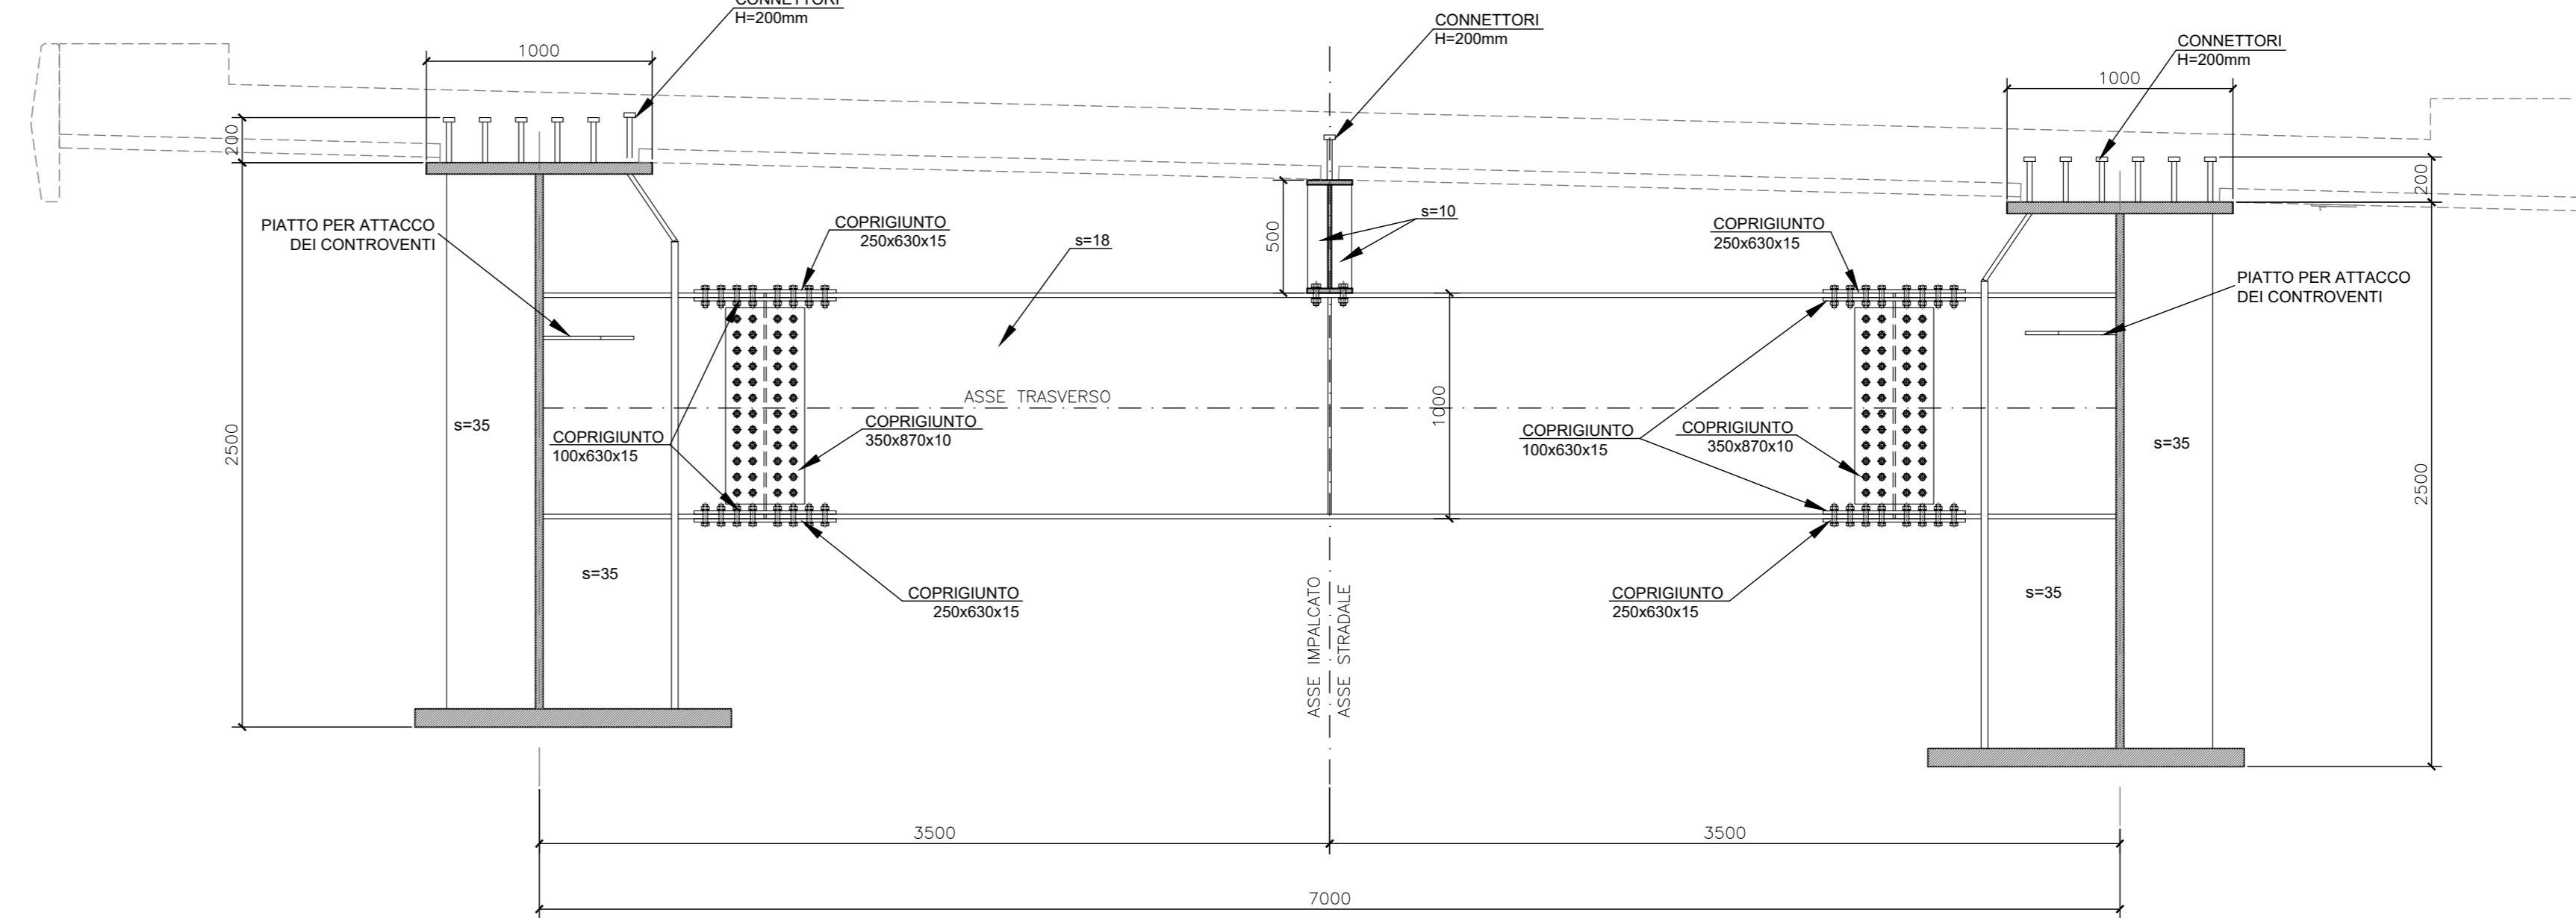 CONNETTORI
H=200mm
CONNETTORI
H=200mm
CONNETTORI
H=200mm
1000
1000
200
200
PIATTO PER ATTACCO
DEI CONTROVENTI
COPRIGIUNTO
250x630x15
s=18
500
s=10
COPRIGIUNTO
250x630x15
PIATTO PER ATTACCO
DEI CONTROVENTI
ASSE TRASVERSO
1000
2500
s=35
COPRIGIUNTO
100x630x15
COPRIGIUNTO
350x870x10
COPRIGIUNTO
100x630x15
COPRIGIUNTO
350x870x10
s=35
2500
s=35
COPRIGIUNTO
250x630x15
ASSE IMPALCATO
ASSE STRADALE
COPRIGIUNTO
250x630x15
s=35
3500
3500
7000